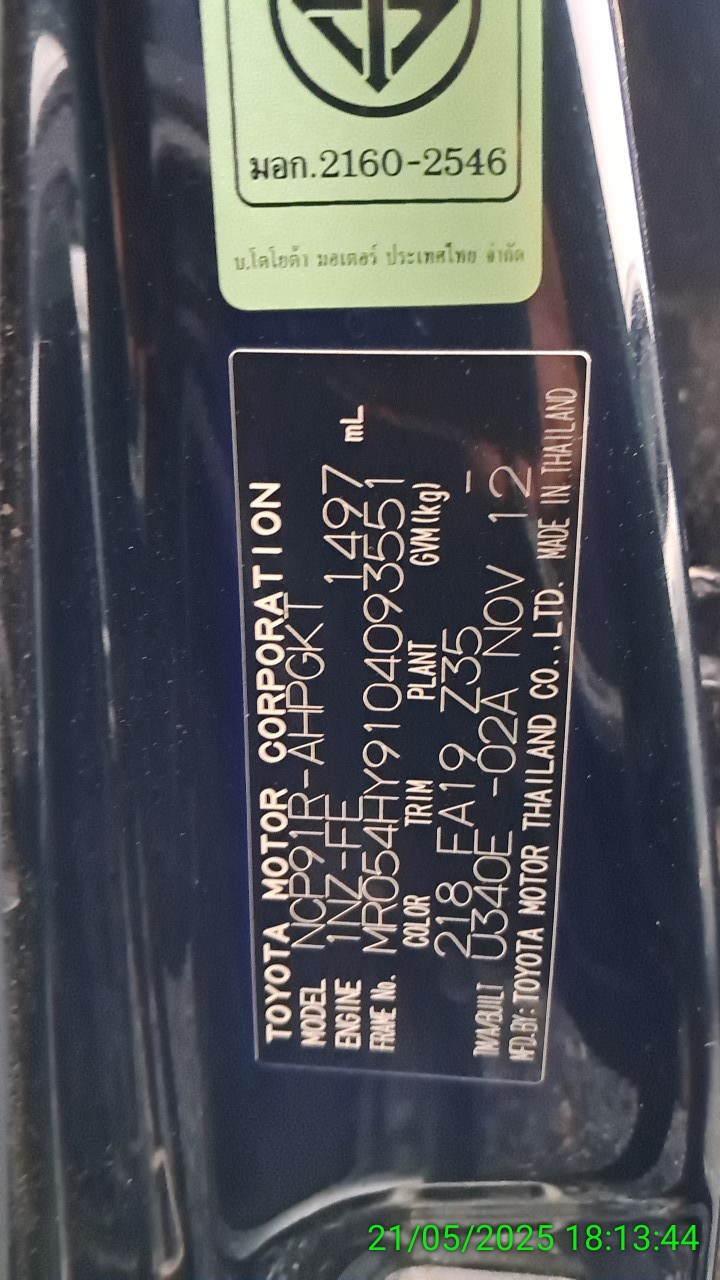 มอก.2160-2546
บ.โตโยต้า มอเตอร์ ประเทศไทย จำกัด
TOYOTA MOTOR CORPORATION
MODEL NCP91R-AHPGKT
ENGINE 1NZ-FE 1497 mL
FRAME No. MR054HY9104093551
COLOR TRIM PLANT GVM(kg)
218 FA19 Z35 -
TM/A/BUILT U340E -02A NOV 12
MFD.BY: TOYOTA MOTOR THAILAND CO.,LTD. MADE IN THAILAND
21/05/2025 18:13:44